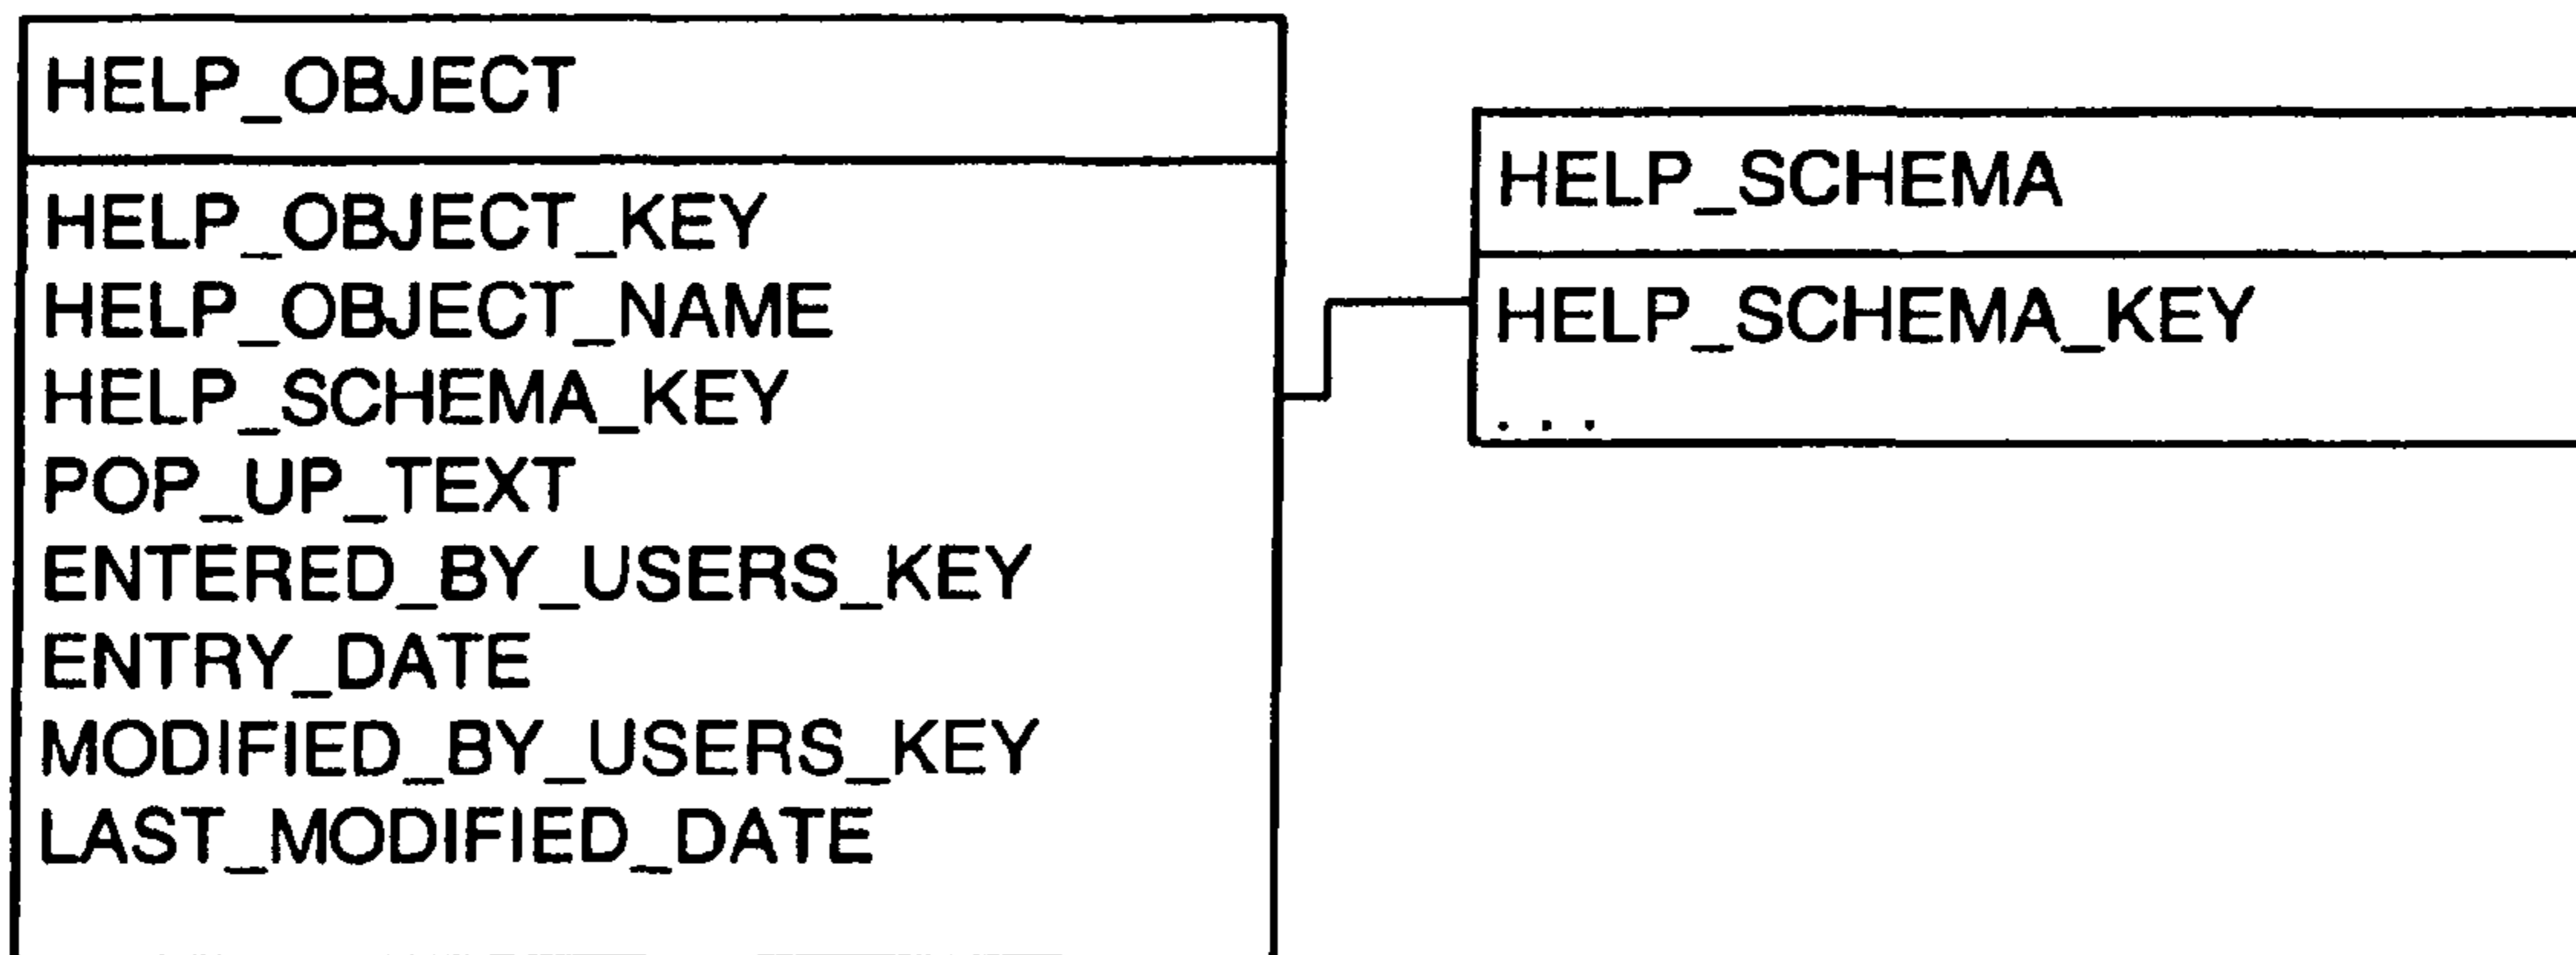 HELP_OBJECT
HELP_OBJECT_KEY
HELP_OBJECT_NAME
HELP_SCHEMA_KEY
POP_UP_TEXT
ENTERED_BY_USERS_KEY
ENTRY_DATE
MODIFIED_BY_USERS_KEY
LAST_MODIFIED_DATE
HELP_SCHEMA
HELP_SCHEMA_KEY
. . .